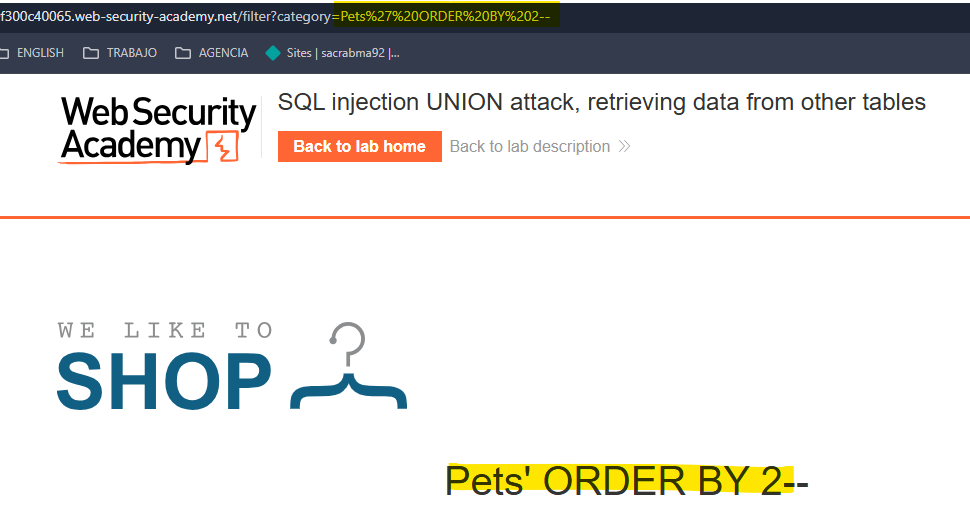 f300c40065.web-security-academy.net/filter?category=Pets%27%20ORDER%20BY%202--
ENGLISH TRABAJO AGENCIA Sites | sacrabma92 |...
WebSecurity
Academy
SQL injection UNION attack, retrieving data from other tables
Back to lab home Back to lab description
WE LIKE TO
SHOP
Pets' ORDER BY 2--